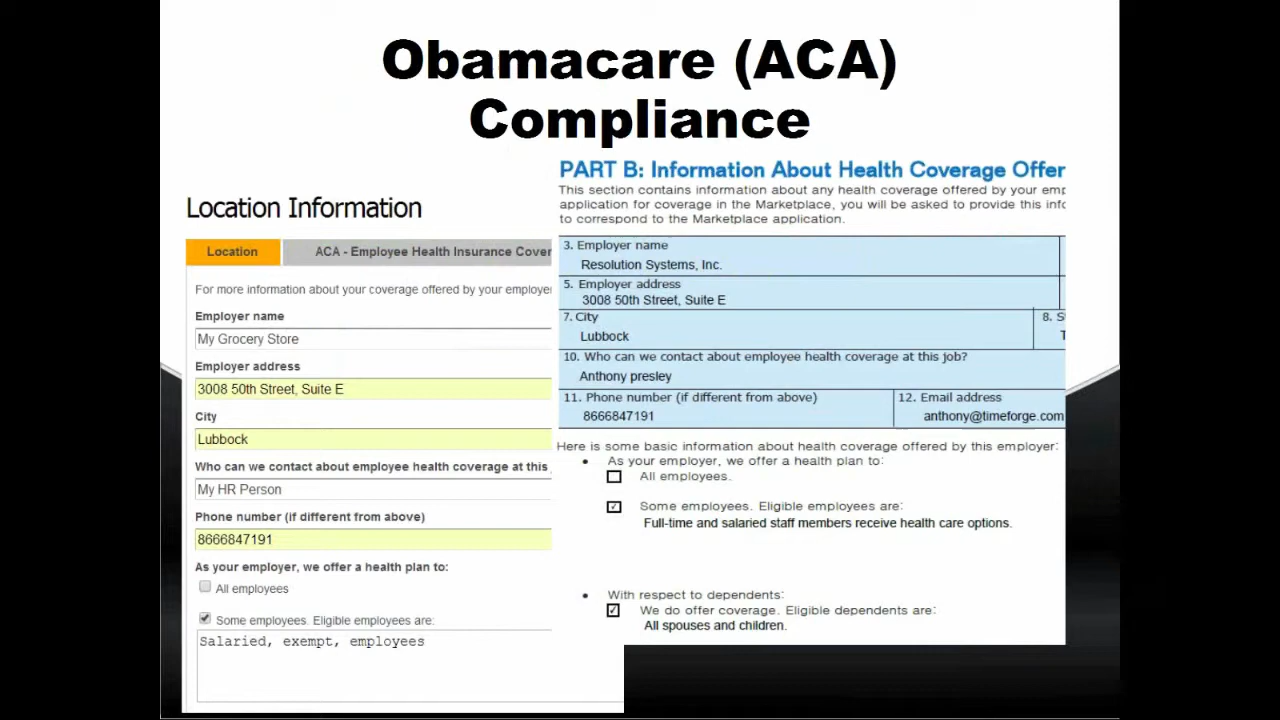 Obamacare (ACA)
Compliance
Location Information
Location
ACA - Employee Health Insurance Cover
For more information about your coverage offered by your employe
Employer name
My Grocery Store
Employer address
3008 50th Street, Suite E
City
Lubbock
Who can we contact about employee health coverage at this
My HR Person
Phone number (if different from above)
8666847191
As your employer, we offer a health plan to:
All employees
Some employees. Eligible employees are:
Salaried, exempt, employees
PART B: Information About Health Coverage Offer
This section contains information about any health coverage offered by your emp
application for coverage in the Marketplace, you will be asked to provide this info
to correspond to the Marketplace application.
3. Employer name
Resolution Systems, Inc.
5. Employer address
3008 50th Street, Suite E
7. City
8. S
Lubbock
T
10. Who can we contact about employee health coverage at this job?
Anthony presley
11. Phone number (if different from above)
12. Email address
8666847191
anthony@timeforge.com
Here is some basic information about health coverage offered by this employer:
• As your employer, we offer a health plan to:
All employees.
Some employees. Eligible employees are:
Full-time and salaried staff members receive health care options.
• With respect to dependents:
We do offer coverage. Eligible dependents are:
All spouses and children.